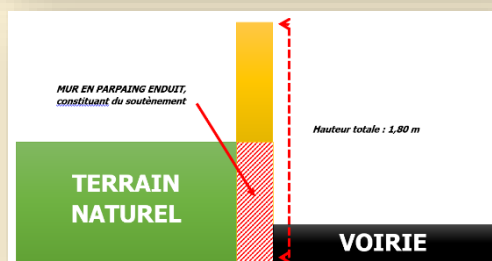 MUR EN PARPAING ENDUIT,
constituant du soutènement
Hauteur totale : 1,80 m
TERRAIN
NATUREL
VOIRIE